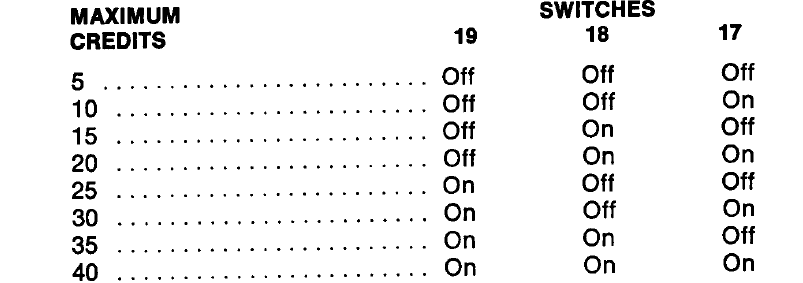 MAXIMUM SWITCHES
CREDITS 19 18 17
5 . . . . . . . . . . . . . . . . . . . . . . . . . . . Off Off Off
10 . . . . . . . . . . . . . . . . . . . . . . . . . . Off Off On
15 . . . . . . . . . . . . . . . . . . . . . . . . . . Off On Off
20 . . . . . . . . . . . . . . . . . . . . . . . . . . Off On On
25 . . . . . . . . . . . . . . . . . . . . . . . . . . On Off Off
30 . . . . . . . . . . . . . . . . . . . . . . . . . . On Off On
35 . . . . . . . . . . . . . . . . . . . . . . . . . . On On Off
40 . . . . . . . . . . . . . . . . . . . . . . . . . . On On On